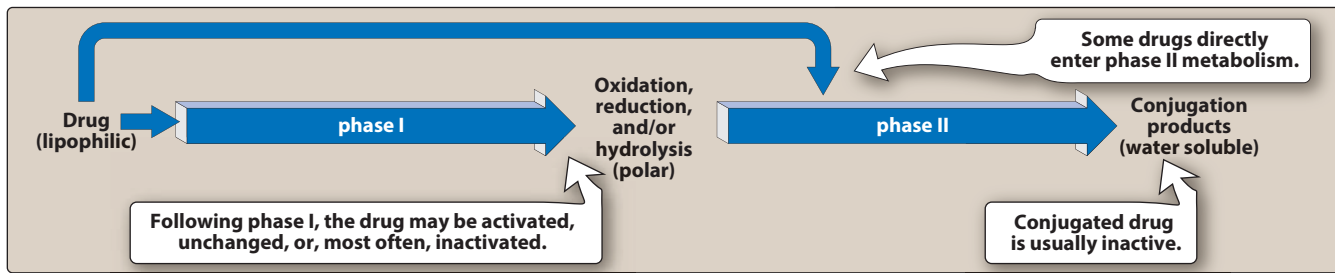 Some drugs directly
enter phase II metabolism.
Drug
(lipophilic)
phase I
Oxidation,
reduction,
and/or
hydrolysis
(polar)
phase II
Conjugation
products
(water soluble)
Following phase I, the drug may be activated,
unchanged, or, most often, inactivated.
Conjugated drug
is usually inactive.